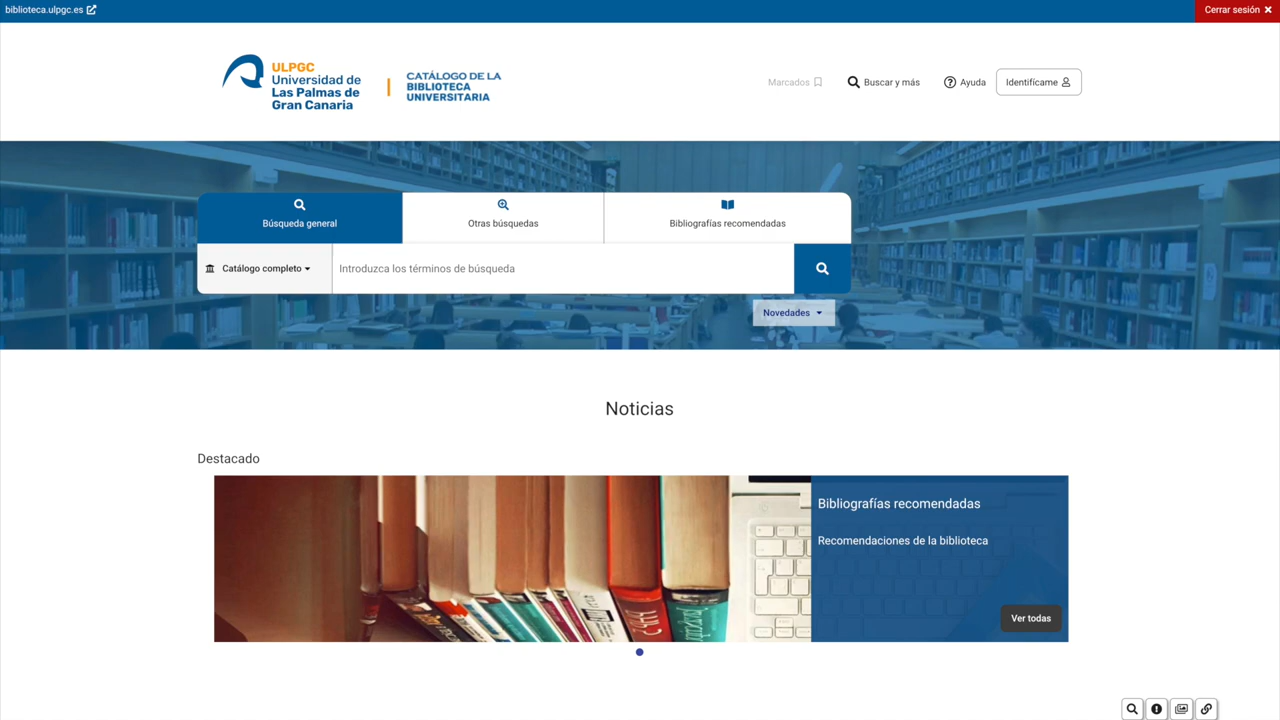 biblioteca.ulpgc.es
Cerrar sesión
ULPGC
Universidad de
Las Palmas de
Gran Canaria
CATÁLOGO DE LA
BIBLIOTECA
UNIVERSITARIA
Marcados
Buscar y más
Ayuda
Identifícame
Búsqueda general
Otras búsquedas
Bibliografías recomendadas
Catálogo completo
Introduzca los términos de búsqueda
Novedades
Noticias
Destacado
Bibliografías recomendadas
Recomendaciones de la biblioteca
Ver todas